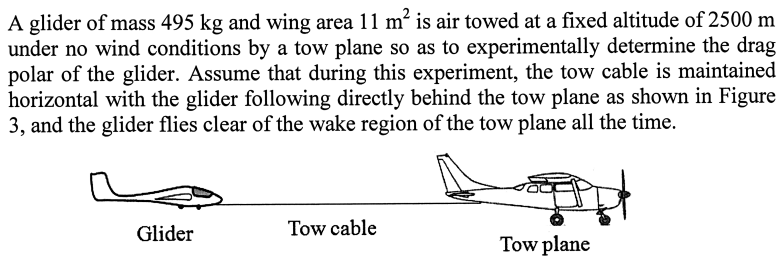 A glider of mass 495 kg and wing area 11 m² is air towed at a fixed altitude of 2500 m
under no wind conditions by a tow plane so as to experimentally determine the drag
polar of the glider. Assume that during this experiment, the tow cable is maintained
horizontal with the glider following directly behind the tow plane as shown in Figure
3, and the glider flies clear of the wake region of the tow plane all the time.
Glider
Tow cable
Tow plane